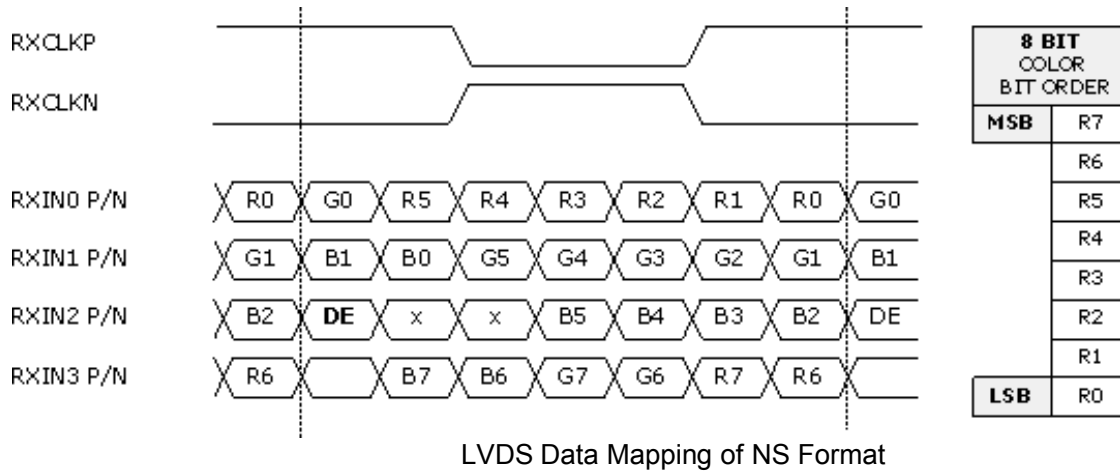 RXCLKP
RXCLKN
RXIN0 P/N R0 G0 R5 R4 R3 R2 R1 R0 G0
RXIN1 P/N G1 B1 B0 G5 G4 G3 G2 G1 B1
RXIN2 P/N B2 DE x x B5 B4 B3 B2 DE
RXIN3 P/N R6 B7 B6 G7 G6 R7 R6
8 BIT
COLOR
BIT ORDER
MSB R7
R6
R5
R4
R3
R2
R1
LSB R0
LVDS Data Mapping of NS Format